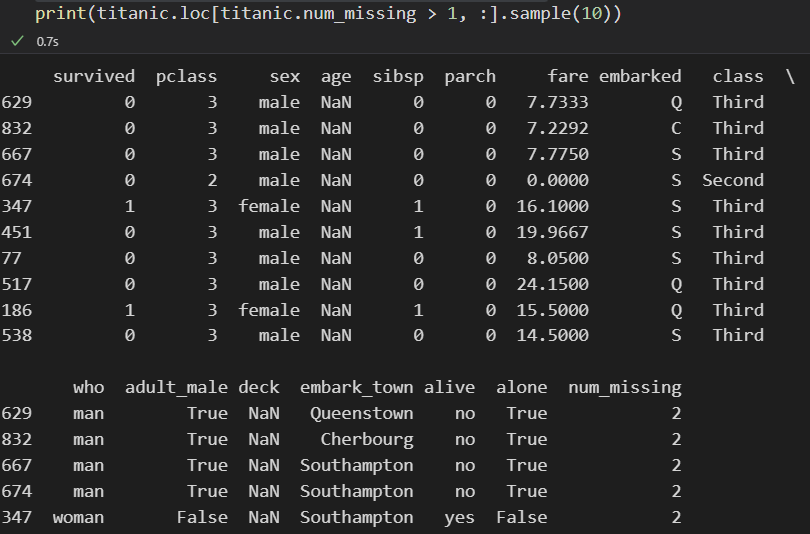 print(titanic.loc[titanic.num_missing > 1, :].sample(10))
✓ 0.7s
survived pclass sex age sibsp parch fare embarked class \
629 0 3 male NaN 0 0 7.7333 Q Third
832 0 3 male NaN 0 0 7.2292 C Third
667 0 3 male NaN 0 0 7.7750 S Third
674 0 2 male NaN 0 0 0.0000 S Second
347 1 3 female NaN 1 0 16.1000 S Third
451 0 3 male NaN 1 0 19.9667 S Third
77 0 3 male NaN 0 0 8.0500 S Third
517 0 3 male NaN 0 0 24.1500 Q Third
186 1 3 female NaN 1 0 15.5000 Q Third
538 0 3 male NaN 0 0 14.5000 S Third
who adult_male deck embark_town alive alone num_missing
629 man True NaN Queenstown no True 2
832 man True NaN Cherbourg no True 2
667 man True NaN Southampton no True 2
674 man True NaN Southampton no True 2
347 woman False NaN Southampton yes False 2